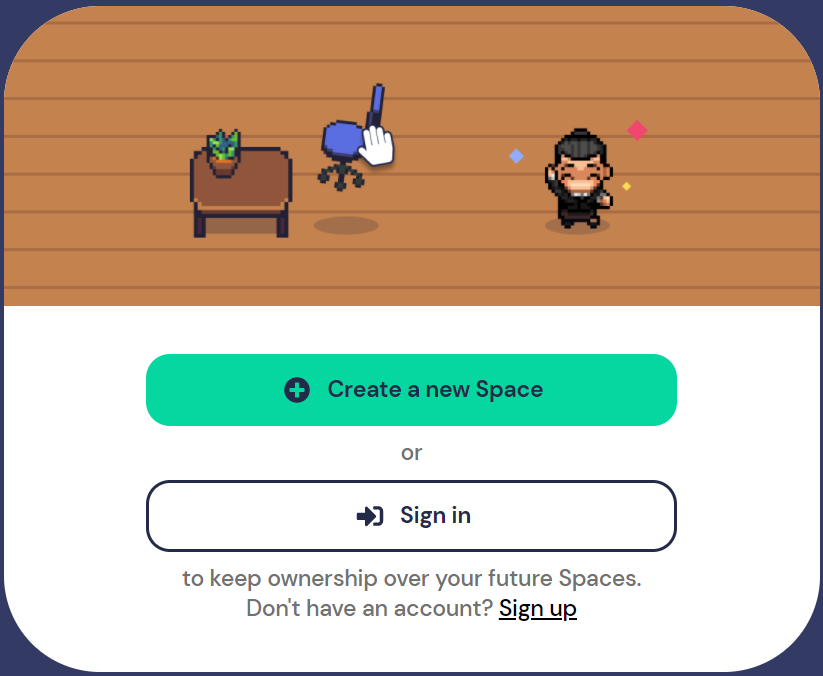 Create a new Space
or
Sign in
to keep ownership over your future Spaces.
Don't have an account? Sign up